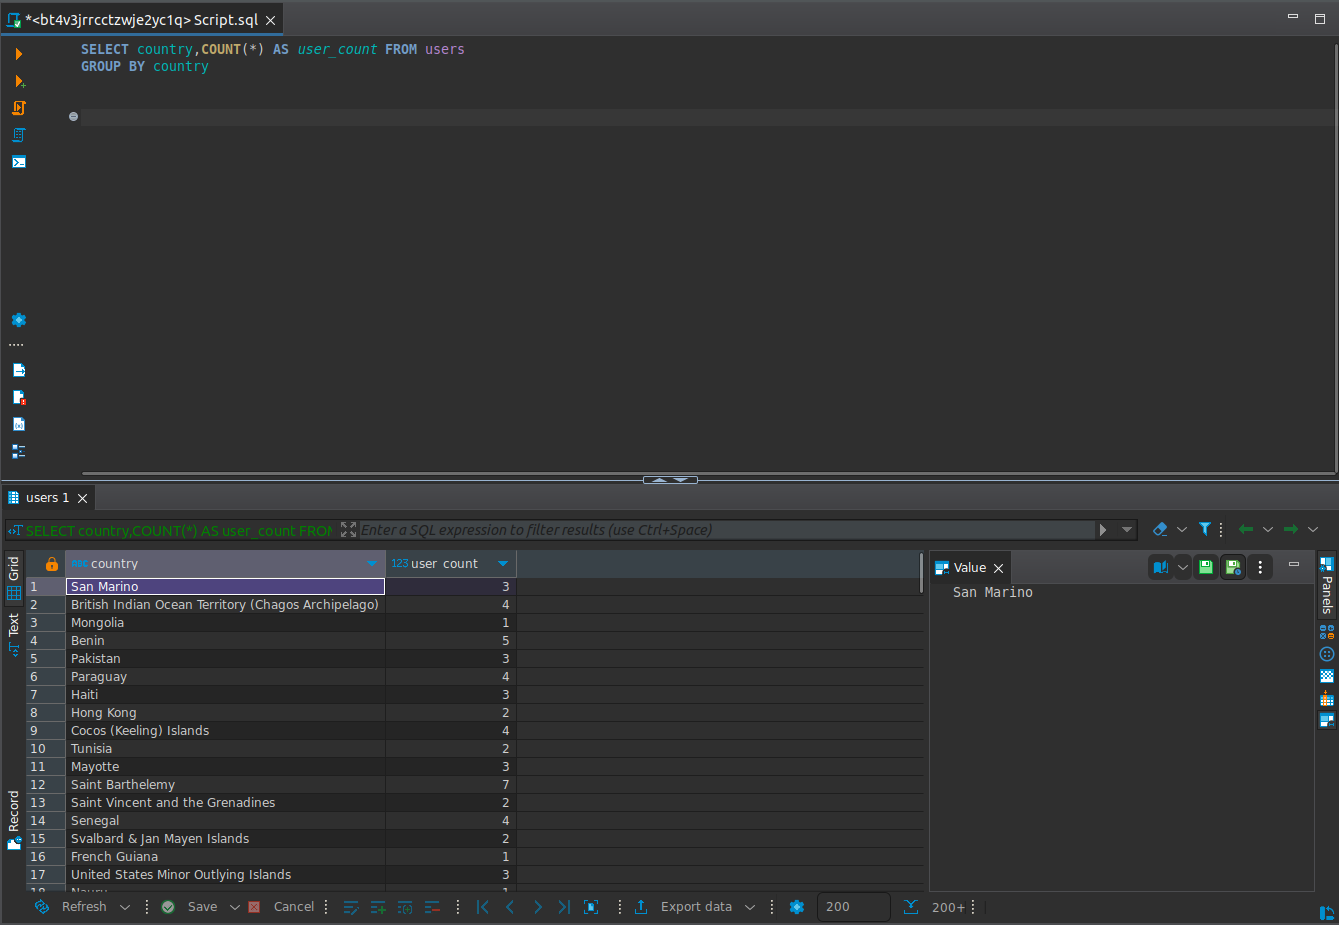 *<bt4v3jrrcctzwje2yc1q> Script.sql
SELECT country,COUNT(*) AS user_count FROM users
GROUP BY country
users 1
SELECT country,COUNT(*) AS user_count FROM
Enter a SQL expression to filter results (use Ctrl+Space)
Grid
Text
Record
country 123 user count
1 San Marino 3
2 British Indian Ocean Territory (Chagos Archipelago) 4
3 Mongolia 1
4 Benin 5
5 Pakistan 3
6 Paraguay 4
7 Haiti 3
8 Hong Kong 2
9 Cocos (Keeling) Islands 4
10 Tunisia 2
11 Mayotte 3
12 Saint Barthelemy 7
13 Saint Vincent and the Grenadines 2
14 Senegal 4
15 Svalbard & Jan Mayen Islands 2
16 French Guiana 1
17 United States Minor Outlying Islands 3
Value
San Marino
Panels
Refresh Save Cancel Export data 200 200+